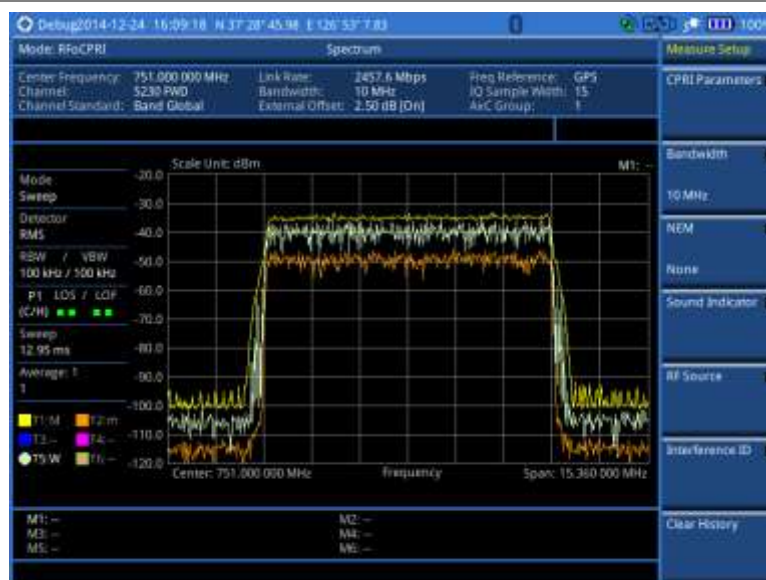 Debug2014-12-24 16:09:18 N 37° 28' 45.98 E 126° 53' 7.83 100%
Mode: RFoCPRI Spectrum Measure Setup
Center Frequency: 751.000 000 MHz Link Rate: 2457.6 Mbps Freq Reference: GPS
Channel: 5230 FWD Bandwidth: 10 MHz IQ Sample Width: 15
Channel Standard: Band Global External Offset: 2.50 dB [On] AxC Group: 1
CPRI Parameters
Bandwidth
10 MHz
NEM
None
Sound Indicator
RF Source
Interference ID
Clear History
Scale Unit: dBm M1: --
Mode
Sweep
Detector
RMS
RBW / VBW
100 kHz / 100 kHz
P1 LOS / LOF
(C/H)
Sweep
12.95 ms
Average: 1
1
T1:M T2:m
T3:-- T4:--
T5:W T6:--
-20.0
-30.0
-40.0
-50.0
-60.0
-70.0
-80.0
-90.0
-100.0
-110.0
-120.0
Center: 751.000 000 MHz Frequency Span: 15.360 000 MHz
M1: -- M2: --
M3: -- M4: --
M5: -- M6: --